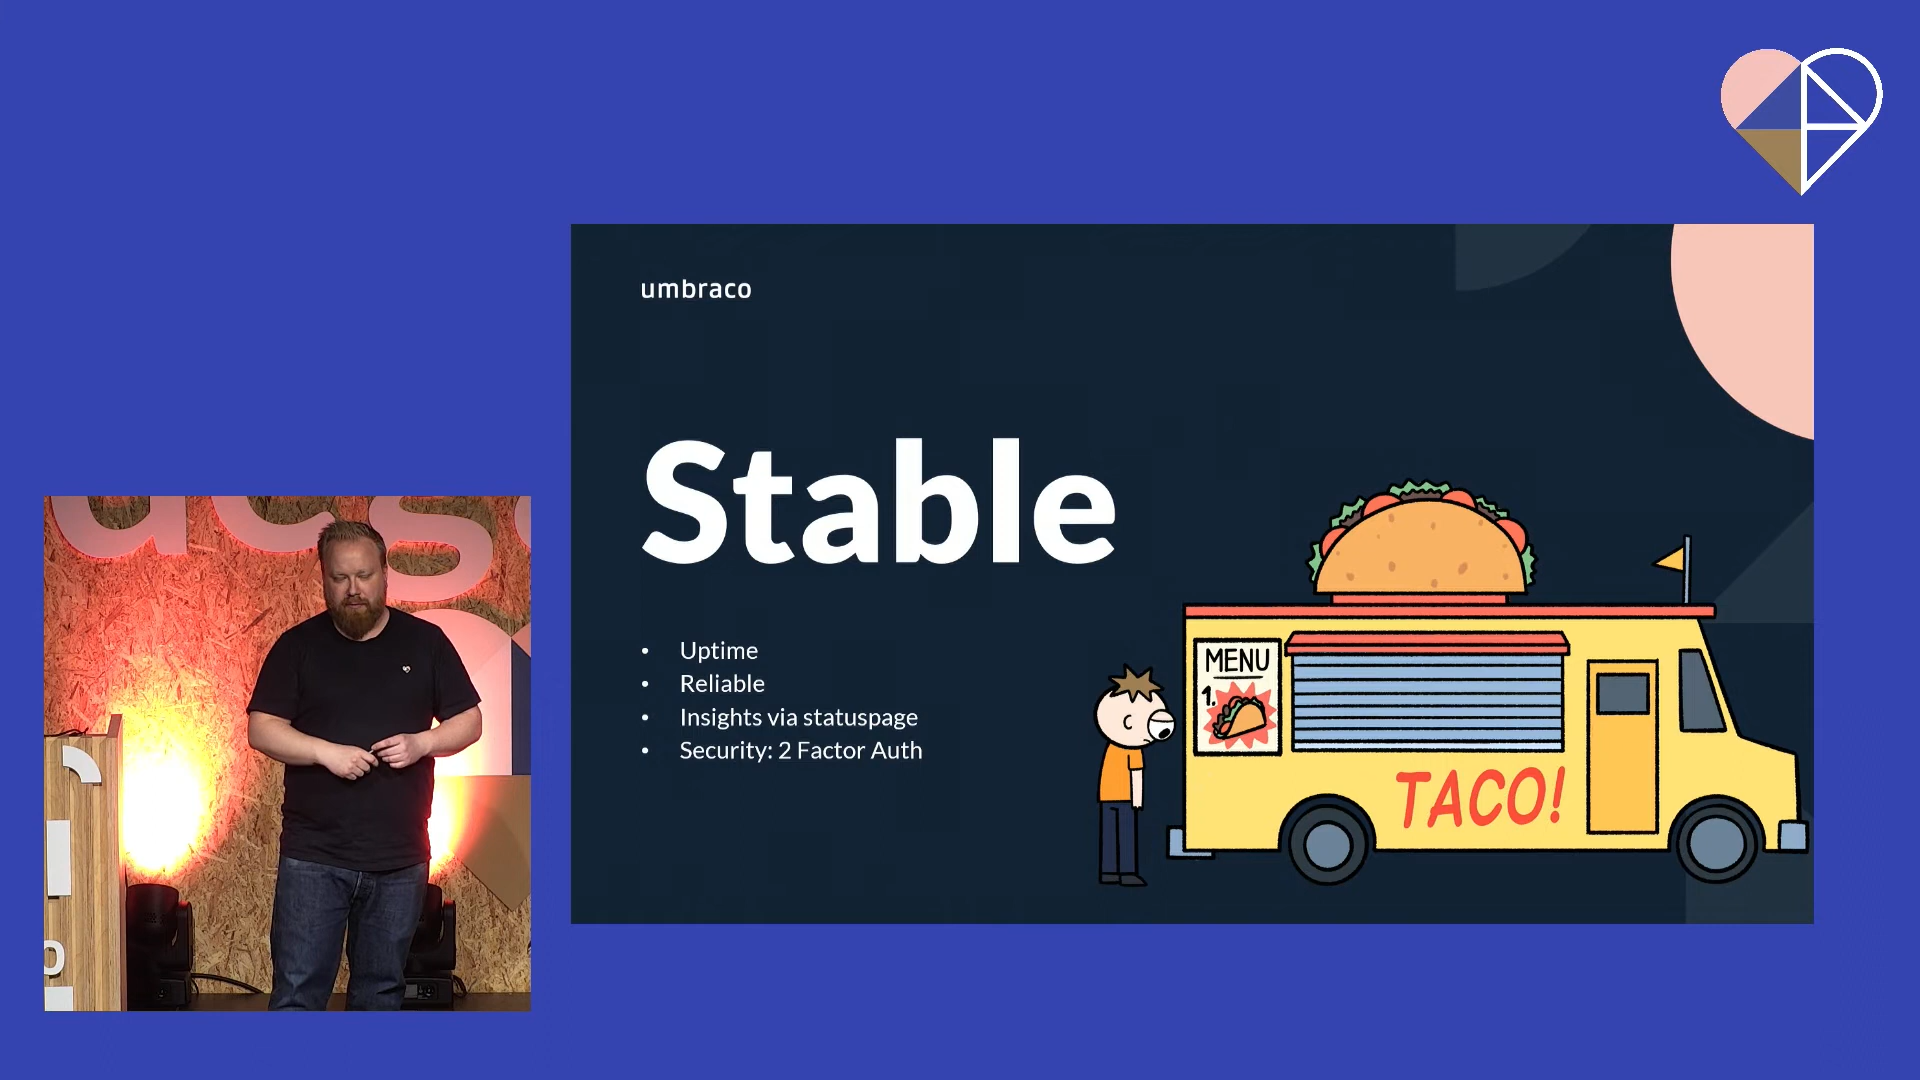 umbraco
Stable
• Uptime
• Reliable
• Insights via statuspage
• Security: 2 Factor Auth
MENU
1.
TACO!